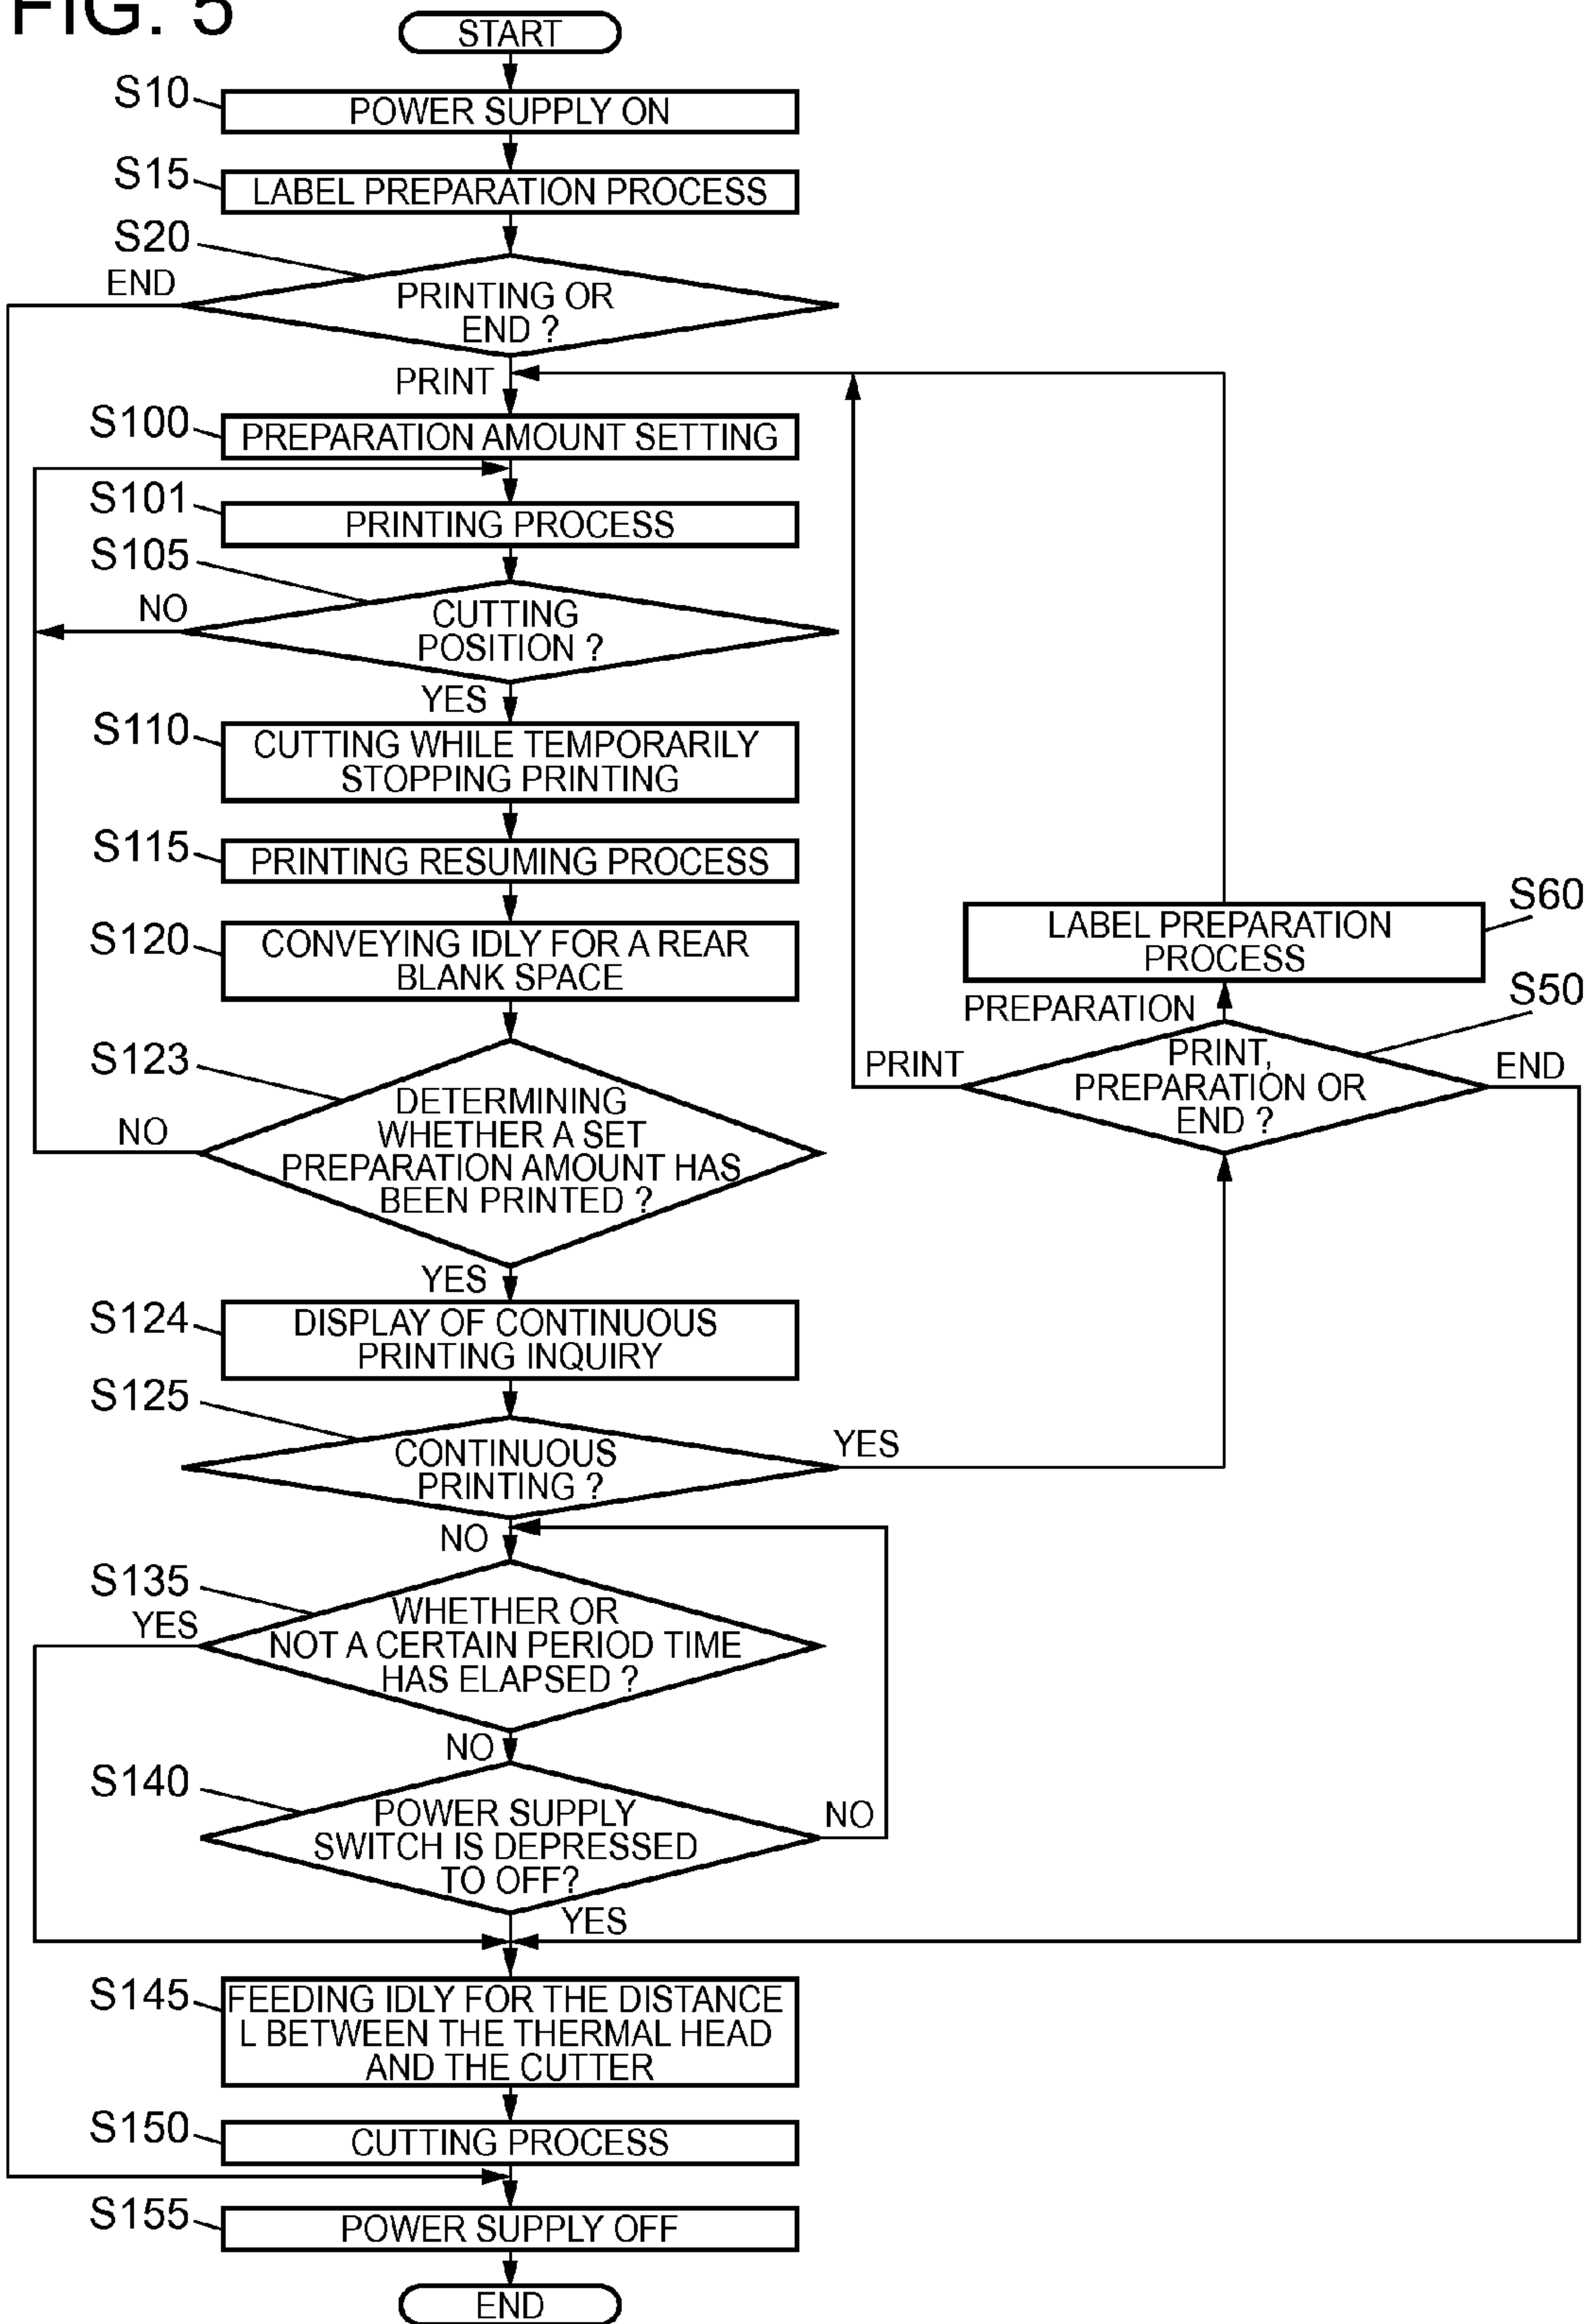 FIG. 5
START
S10
POWER SUPPLY ON
S15
LABEL PREPARATION PROCESS
S20
END
PRINTING OR
END ?
PRINT
S100
PREPARATION AMOUNT SETTING
S101
PRINTING PROCESS
S105
NO
CUTTING
POSITION ?
YES
S110
CUTTING WHILE TEMPORARILY
STOPPING PRINTING
S115
PRINTING RESUMING PROCESS
S120
CONVEYING IDLY FOR A REAR
BLANK SPACE
S60
LABEL PREPARATION
PROCESS
S50
PREPARATION
PRINT
PRINT,
PREPARATION OR
END ?
END
S123
NO
DETERMINING
WHETHER A SET
PREPARATION AMOUNT HAS
BEEN PRINTED ?
YES
S124
DISPLAY OF CONTINUOUS
PRINTING INQUIRY
S125
CONTINUOUS
PRINTING ?
YES
NO
S135
YES
WHETHER OR
NOT A CERTAIN PERIOD TIME
HAS ELAPSED ?
NO
S140
POWER SUPPLY
SWITCH IS DEPRESSED
TO OFF?
NO
YES
S145
FEEDING IDLY FOR THE DISTANCE
L BETWEEN THE THERMAL HEAD
AND THE CUTTER
S150
CUTTING PROCESS
S155
POWER SUPPLY OFF
END